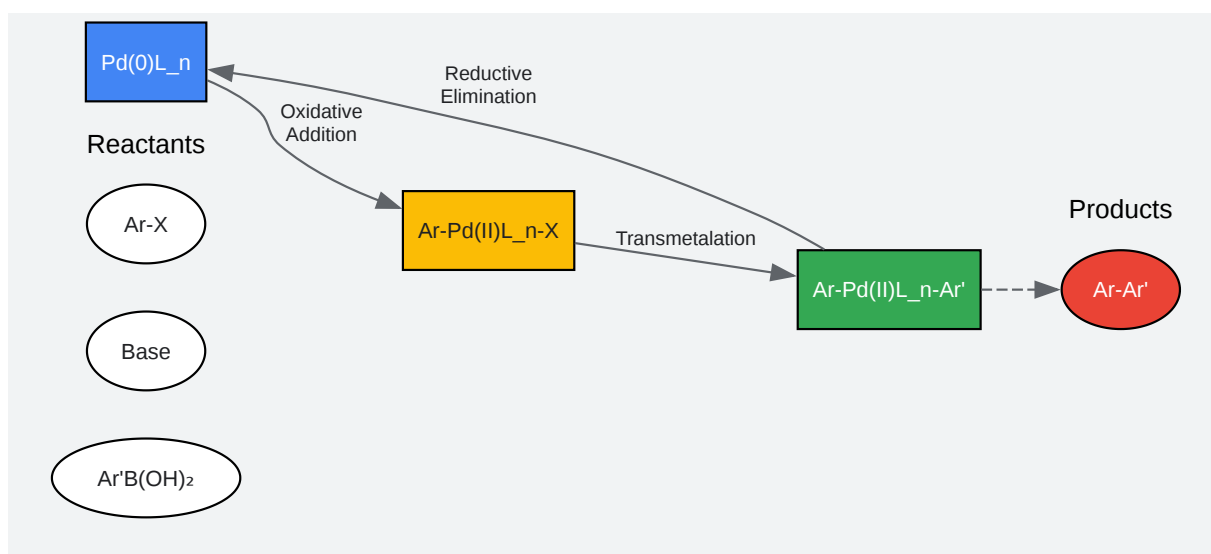 Pd(0)L_n
Reductive
Elimination
Oxidative
Addition
Reactants
Ar-X
Ar-Pd(II)L_n-X
Transmetalation
Products
Ar-Pd(II)L_n-Ar'
Ar-Ar'
Base
Ar'B(OH)₂